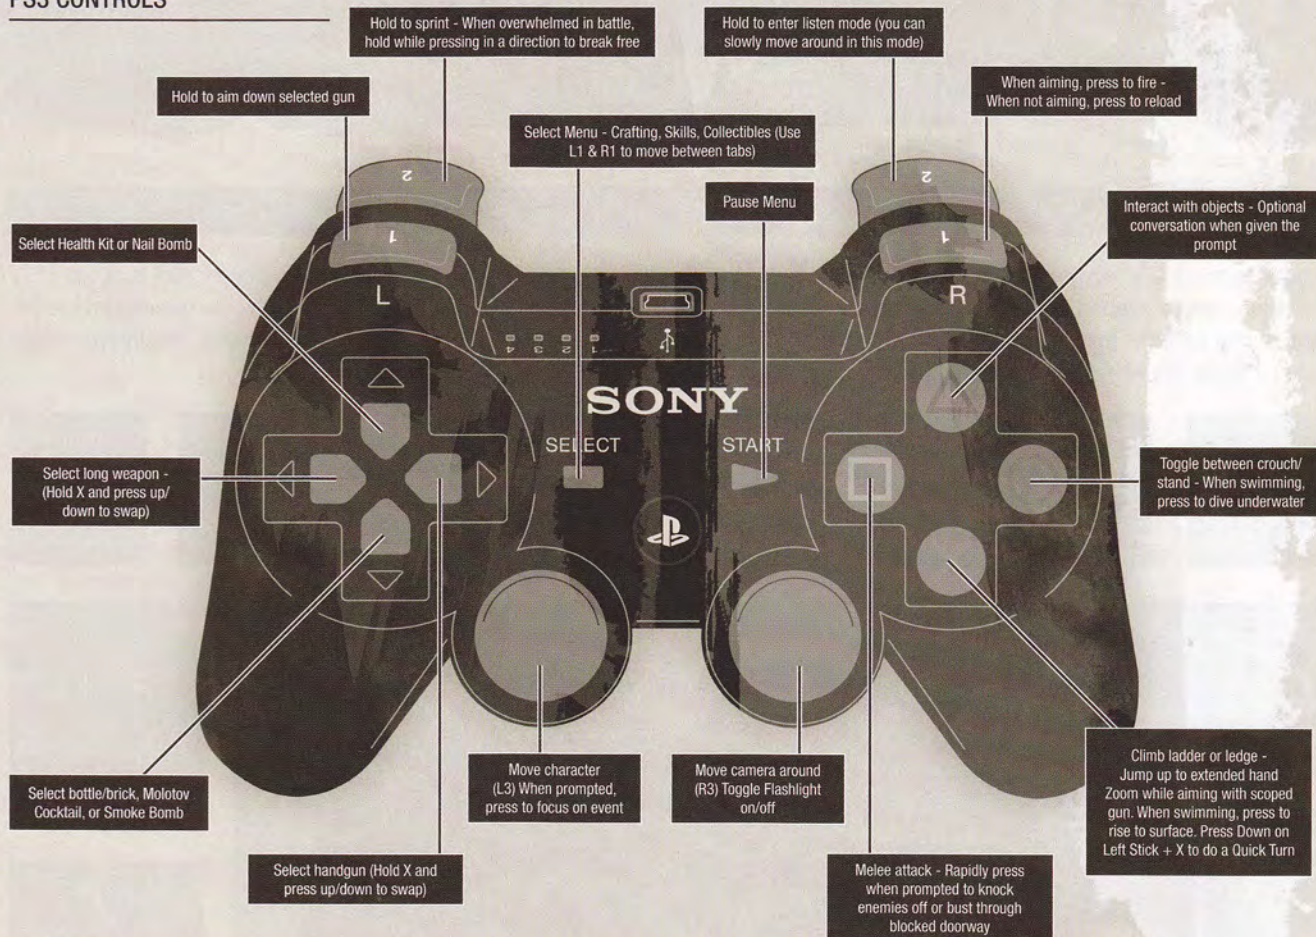 PS3 CONTROLS
Hold to sprint - When overwhelmed in battle,
hold while pressing in a direction to break free
Hold to enter listen mode (you can
slowly move around in this mode)
Hold to aim down selected gun
When aiming, press to fire -
When not aiming, press to reload
Select Menu - Crafting, Skills, Collectibles (Use
L1 & R1 to move between tabs)
Pause Menu
Select Health Kit or Nail Bomb
Interact with objects - Optional
conversation when given the
prompt
2
2
1
1
L
R
4 3 2 1
SONY
SELECT
START
Select long weapon -
(Hold X and press up/
down to swap)
Toggle between crouch/
stand - When swimming,
press to dive underwater
Select bottle/brick, Molotov
Cocktail, or Smoke Bomb
Move character
(L3) When prompted,
press to focus on event
Move camera around
(R3) Toggle Flashlight
on/off
Climb ladder or ledge -
Jump up to extended hand
Zoom while aiming with scoped
gun. When swimming, press to
rise to surface. Press Down on
Left Stick + X to do a Quick Turn
Select handgun (Hold X and
press up/down to swap)
Melee attack - Rapidly press
when prompted to knock
enemies off or bust through
blocked doorway